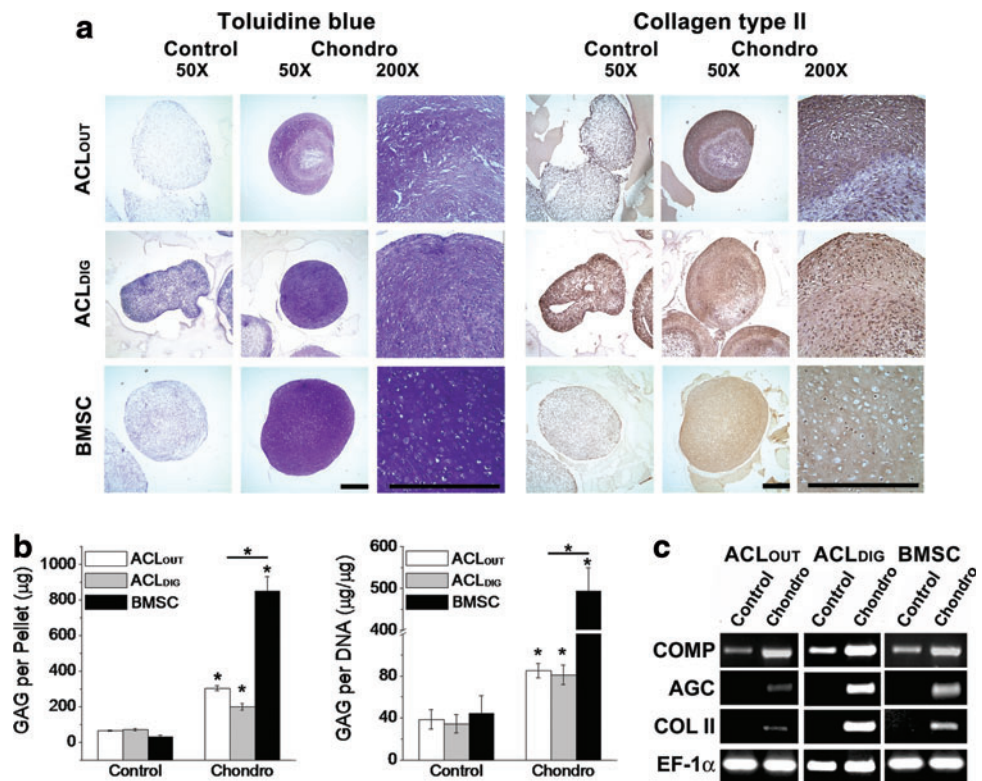 a
Toluidine blue
Collagen type II
Control
Chondro
Control
Chondro
50X
50X
200X
50X
50X
200X
ACLOUT
ACLDIG
BMSC
b
GAG per Pellet (µg)
1000
800
600
400
200
0
ACLOUT
ACLDIG
BMSC
*
*
*
*
Control
Chondro
GAG per DNA (µg/µg)
600
500
400
80
40
0
ACLOUT
ACLDIG
BMSC
*
*
*
*
Control
Chondro
c
ACLOUT
ACLDIG
BMSC
Control
Chondro
Control
Chondro
Control
Chondro
COMP
AGC
COL II
EF-1α